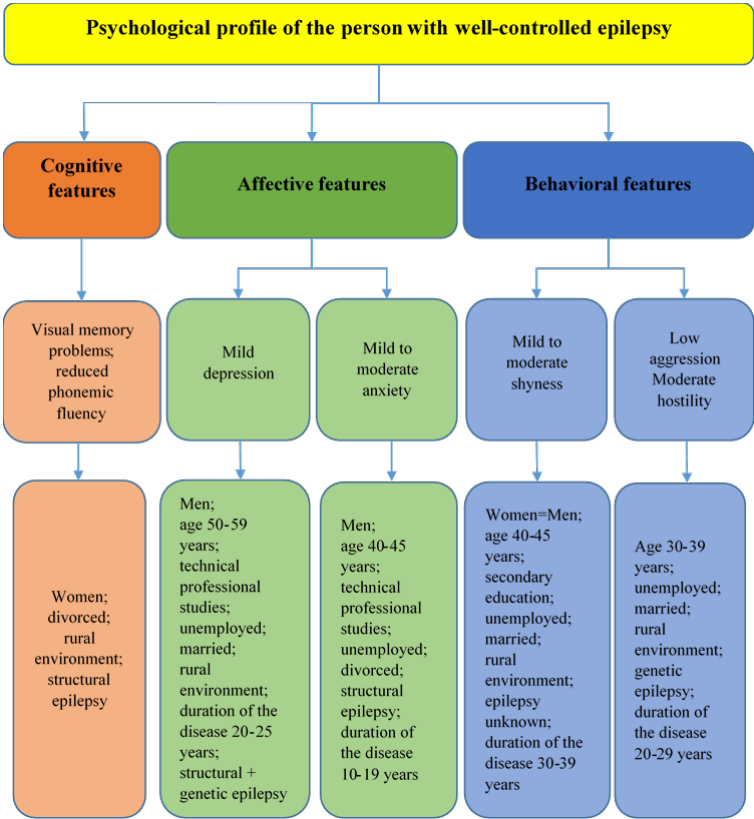 Psychological profile of the person with well-controlled epilepsy
Cognitive
features
Affective features
Behavioral features
Visual memory
problems;
reduced
phonemic
fluency
Mild
depression
Mild to
moderate
anxiety
Mild to
moderate
shyness
Low
aggression
Moderate
hostility
Women;
divorced;
rural
environment;
structural
epilepsy
Men;
age 50-59
years;
technical
professional
studies;
unemployed;
married;
rural
environment;
duration of the
disease 20-25
years;
structural +
genetic epilepsy
Men;
age 40-45
years;
technical
professional
studies;
unemployed;
divorced;
structural
epilepsy;
duration of
the disease
10-19 years
Women=Men;
age 40-45
years;
secondary
education;
unemployed;
married;
rural
environment;
epilepsy
unknown;
duration of the
disease 30-39
years
Age 30-39
years;
unemployed;
married;
rural
environment;
genetic
epilepsy;
duration of
the disease
20-29 years